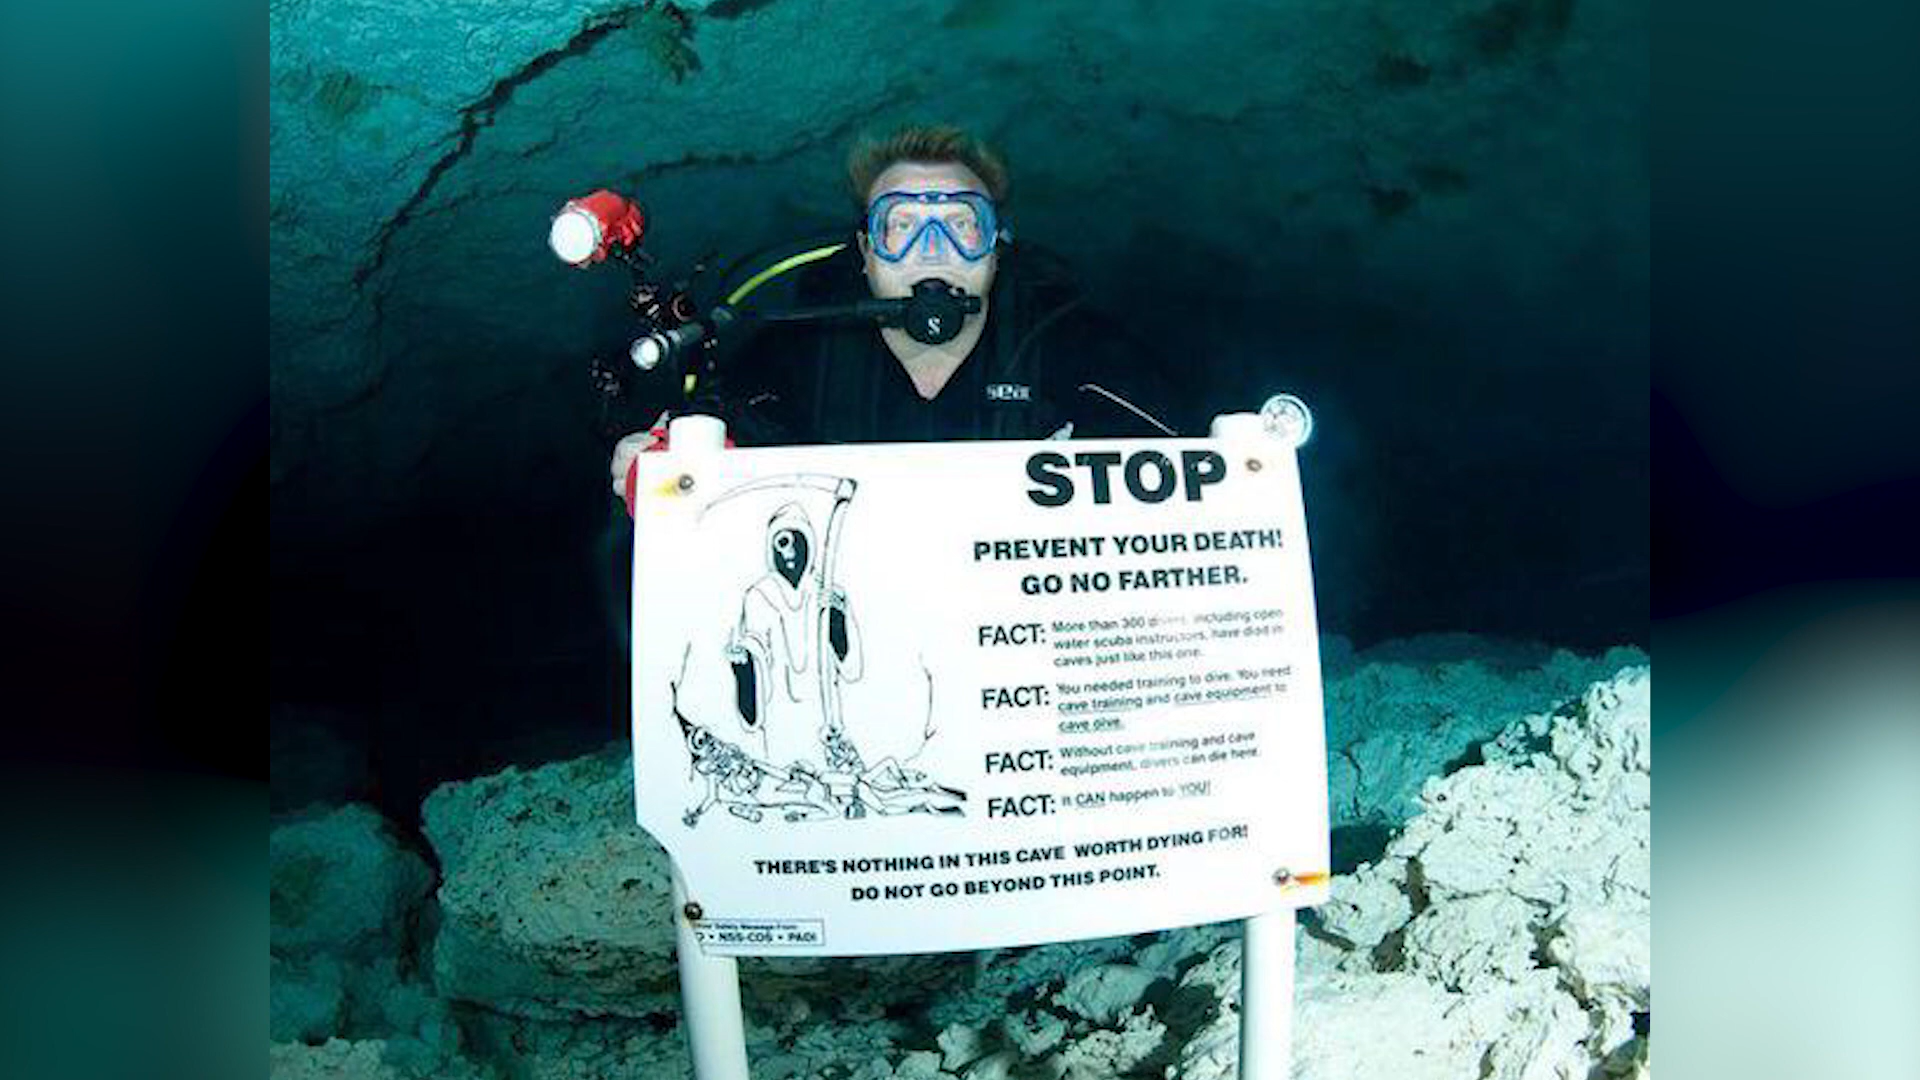 S
STOP
PREVENT YOUR DEATH!
GO NO FARTHER.
FACT: More than 300 divers, including open
water scuba instructors, have died in
caves just like this one.
FACT: You needed training to dive. You need
cave training and cave equipment to
cave dive.
FACT: Without cave training and cave
equipment, divers can die here.
FACT: It CAN happen to YOU!
THERE'S NOTHING IN THIS CAVE WORTH DYING FOR!
DO NOT GO BEYOND THIS POINT.
Safety Message From:
• NSS-CDS • PADI